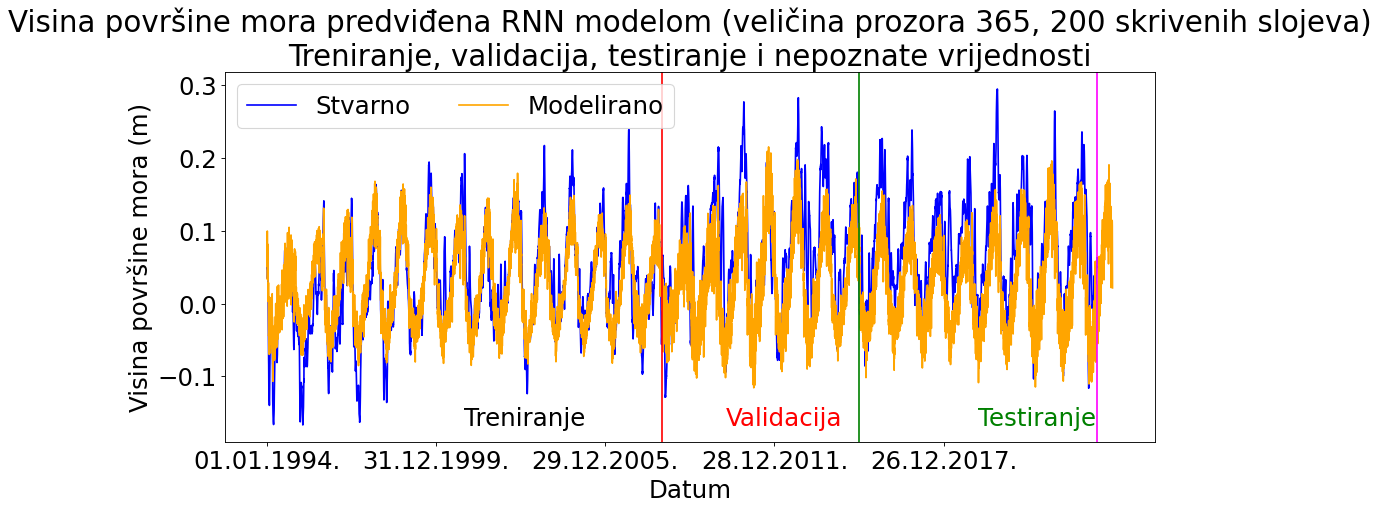 Visina površine mora predviđena RNN modelom (veličina prozora 365, 200 skrivenih slojeva)
Treniranje, validacija, testiranje i nepoznate vrijednosti
Stvarno
Modelirano
Visina površine mora (m)
0.3
0.2
0.1
0.0
−0.1
Treniranje
Validacija
Testiranje
01.01.1994.
31.12.1999.
29.12.2005.
28.12.2011.
26.12.2017.
Datum